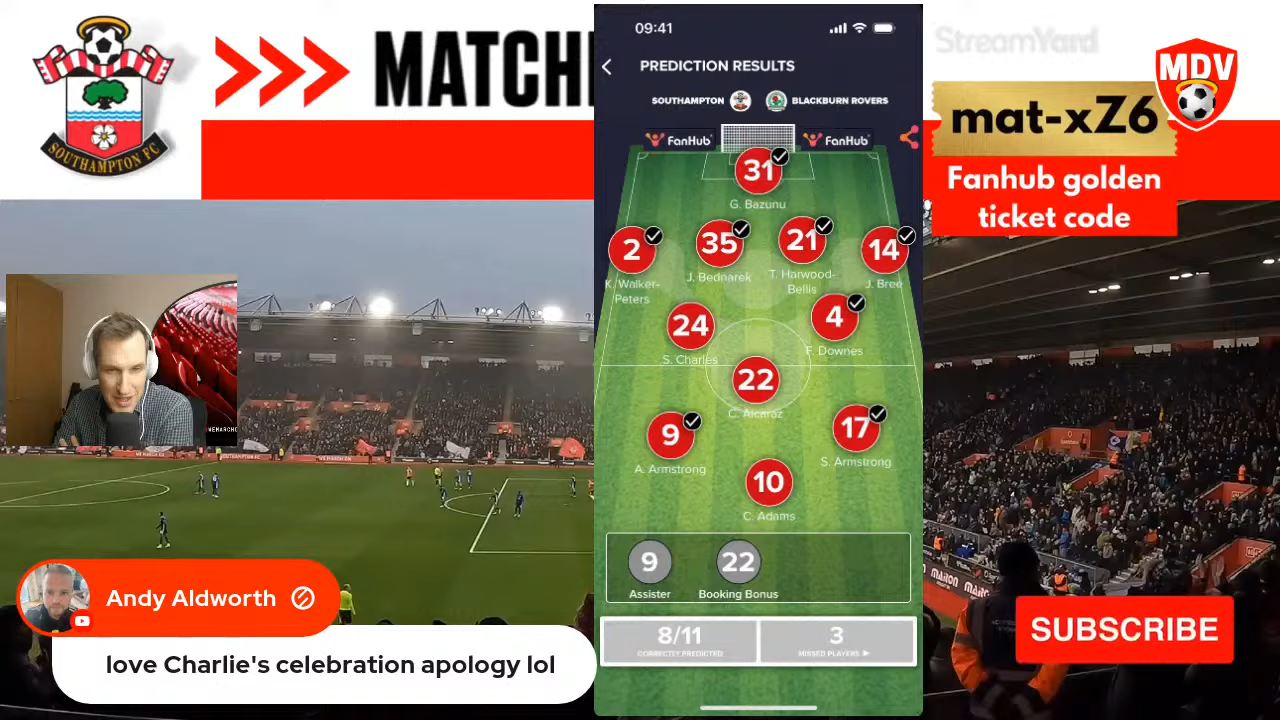 SOUTHAMPTON FC
MATCH
StreamYard
MDV
mat-xZ6
Fanhub golden
ticket code
09:41
PREDICTION RESULTS
SOUTHAMPTON
BLACKBURN ROVERS
FanHub
FanHub
31
G. Bazunu
2
K. Walker-
Peters
35
J. Bednarek
21
T. Harwood-
Bellis
14
J. Bree
24
S. Charles
4
F. Downes
22
C. Alcaraz
9
A. Armstrong
17
S. Armstrong
10
C. Adams
9
Assister
22
Booking Bonus
8/11
CORRECTLY PREDICTED
3
MISSED PLAYERS
Andy Aldworth
love Charlie's celebration apology lol
SUBSCRIBE